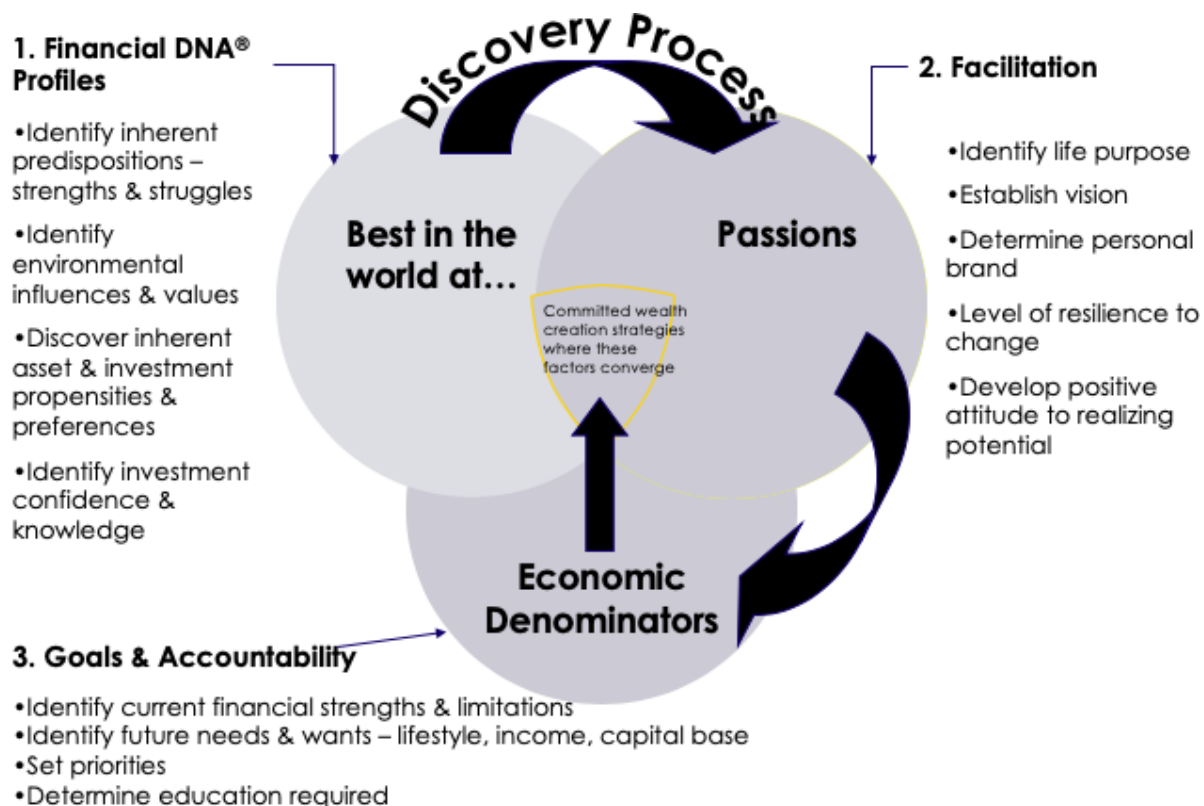 Discovery Process
1. Financial DNA®
Profiles
•Identify inherent
predispositions –
strengths & struggles
•Identify
environmental
influences & values
•Discover inherent
asset & investment
propensities &
preferences
•Identify investment
confidence &
knowledge
Best in the
world at…
Passions
Committed wealth
creation strategies
where these
factors converge
Economic
Denominators
2. Facilitation
•Identify life purpose
•Establish vision
•Determine personal
brand
•Level of resilience to
change
•Develop positive
attitude to realizing
potential
3. Goals & Accountability
•Identify current financial strengths & limitations
•Identify future needs & wants – lifestyle, income, capital base
•Set priorities
•Determine education required